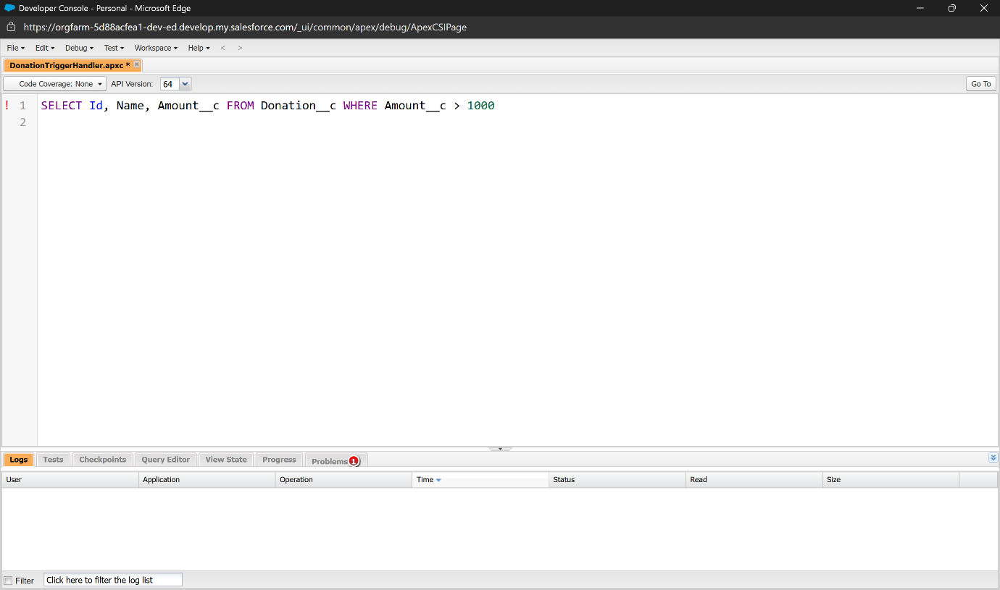 Developer Console - Personal - Microsoft Edge
https://orgfarm-5d88acfea1-dev-ed.develop.my.salesforce.com/_ui/common/apex/debug/ApexCSIPage
File Edit Debug Test Workspace Help < >
DonationTriggerHandler.apxc *
Code Coverage: None API Version: 64 Go To
! 1 SELECT Id, Name, Amount__c FROM Donation__c WHERE Amount__c > 1000
2
Logs Tests Checkpoints Query Editor View State Progress Problems 1
User Application Operation Time Status Read Size
Filter Click here to filter the log list